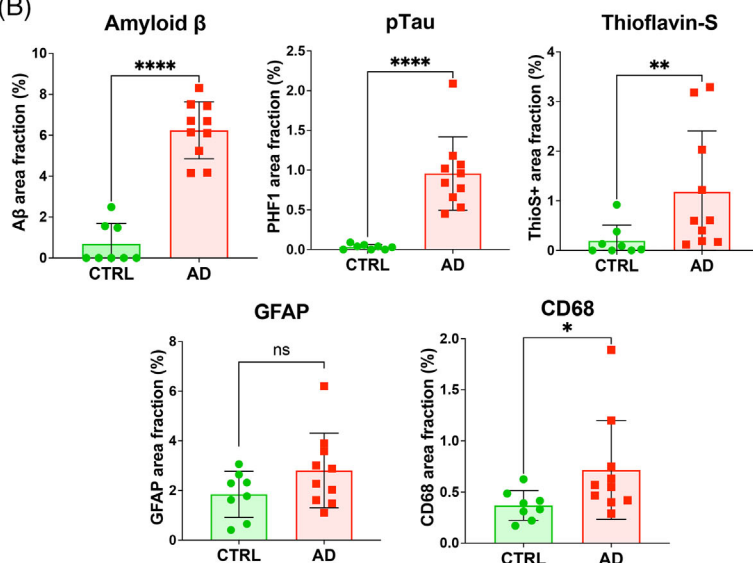 (B)
Amyloid β
pTau
Thioflavin-S
Aβ area fraction (%)
10
8
6
4
2
0
****
CTRL
AD
PHF1 area fraction (%)
2.5
2.0
1.5
1.0
0.5
0.0
****
CTRL
AD
ThioS+ area fraction (%)
4
3
2
1
0
**
CTRL
AD
GFAP
GFAP area fraction (%)
8
6
4
2
0
ns
CTRL
AD
CD68
CD68 area fraction (%)
2.0
1.5
1.0
0.5
0.0
*
CTRL
AD